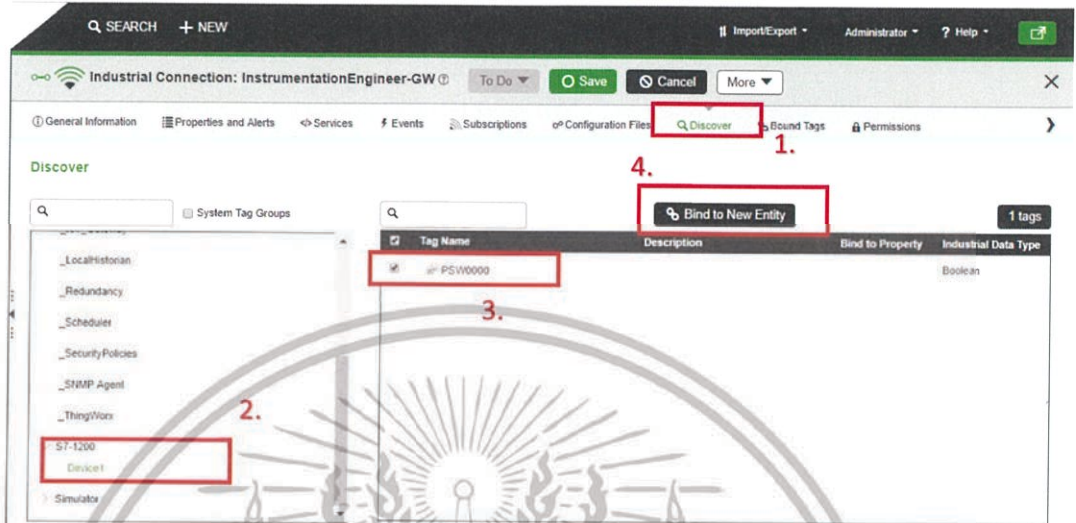 SEARCH + NEW Import/Export Administrator ? Help
Industrial Connection: InstrumentationEngineer-GW To Do Save Cancel More ×
General Information Properties and Alerts Services Events Subscriptions Configuration Files Discover Bound Tags Permissions
1.
Discover
4.
System Tag Groups Bind to New Entity 1 tags
Tag Name Description Bind to Property Industrial Data Type
_LocalHistorian
PSW0000 Boolean
_Redundancy
3.
_Scheduler
_SecurityPolicies
_SNMP Agent
_ThingWorx
2.
S7-1200
Device1
Simulator